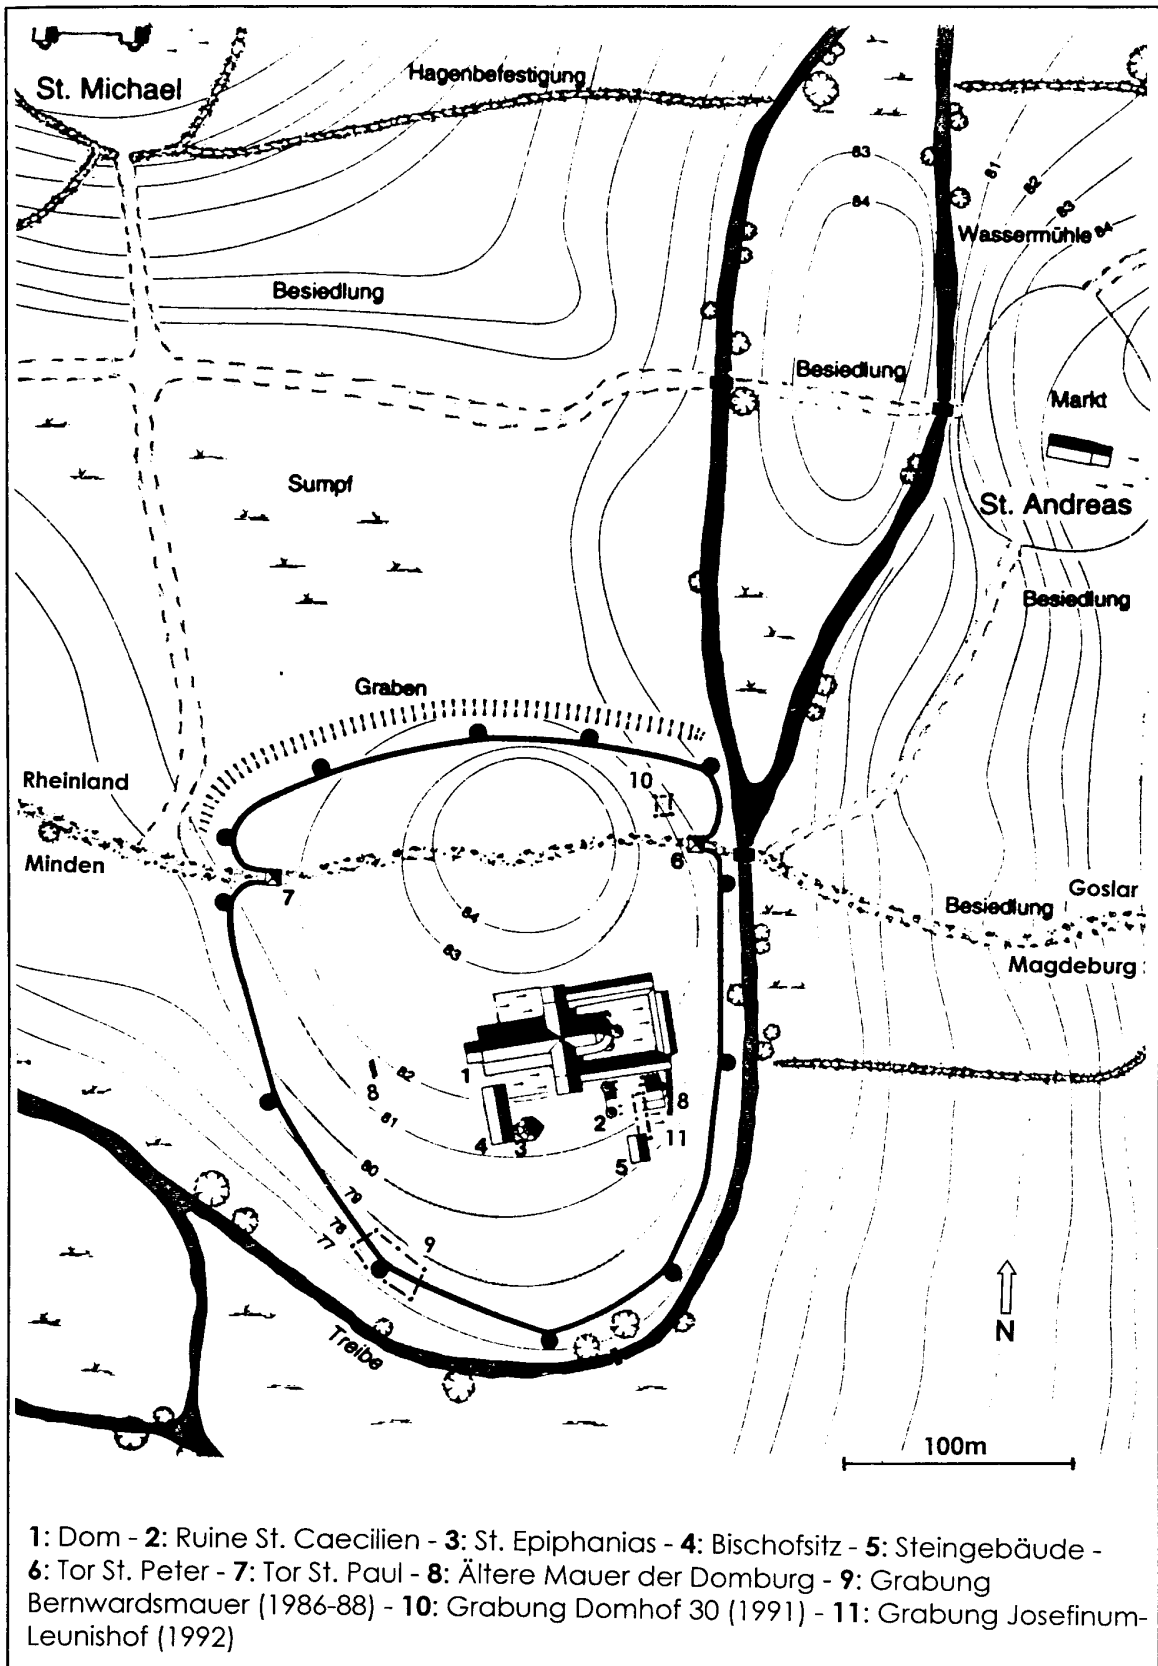 St. Michael
Hagenbefestigung
83
84
81
82
83
84
Wassermühle
Besiedlung
Besiedlung
Markt
Sumpf
St. Andreas
Besiedlung
Graben
Rheinland
10
Minden
6
7
Goslar
Besiedlung
84
83
Magdeburg
1
8
82
8
81
2
4
3
11
5
80
79
78
77
9
Treibe
N
100m
1: Dom - 2: Ruine St. Caecilien - 3: St. Epiphanias - 4: Bischofsitz - 5: Steingebäude -
6: Tor St. Peter - 7: Tor St. Paul - 8: Ältere Mauer der Domburg - 9: Grabung
Bernwardsmauer (1986-88) - 10: Grabung Domhof 30 (1991) - 11: Grabung Josefinum-
Leunishof (1992)